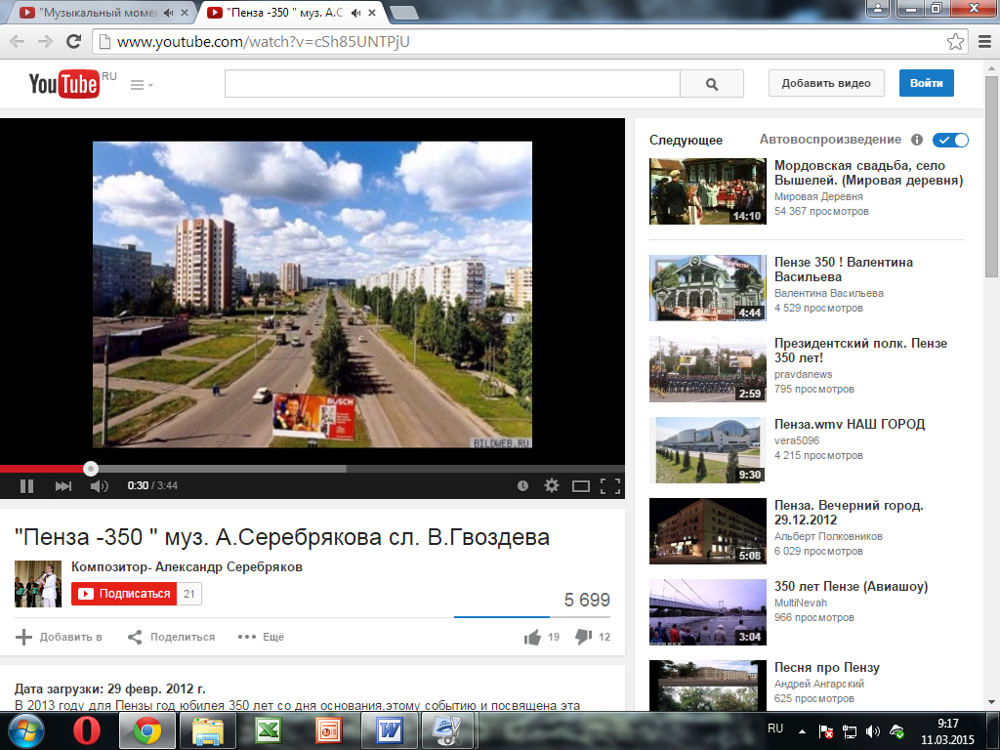 "Музыкальный моме
"Пенза -350 " муз. А.С
www.youtube.com/watch?v=cSh85UNTPjU
YouTube RU
Добавить видео
Войти
BOSCH
BILDWEB.RU
0:30 / 3:44
"Пенза -350 " муз. А.Серебрякова сл. В.Гвоздева
Композитор- Александр Серебряков
Подписаться 21
5 699
Добавить в Поделиться Ещё 19 12
Дата загрузки: 29 февр. 2012 г.
В 2013 году для Пензы год юбилея 350 лет со дня основания,этому событию и посвящена эта
Следующее Автовоспроизведение
14:10
Мордовская свадьба, село
Вышелей. (Мировая деревня)
Мировая Деревня
54 367 просмотров
4:44
Пензе 350 ! Валентина
Васильева
Валентина Васильева
4 529 просмотров
2:59
Президентский полк. Пензе
350 лет!
pravdanews
795 просмотров
9:30
Пенза.wmv НАШ ГОРОД
vera5096
4 215 просмотров
5:08
Пенза. Вечерний город.
29.12.2012
Альберт Полковников
6 029 просмотров
3:04
350 лет Пензе (Авиашоу)
MultiNevah
966 просмотров
Песня про Пензу
Андрей Ангарский
625 просмотров
RU
9:17
11.03.2015